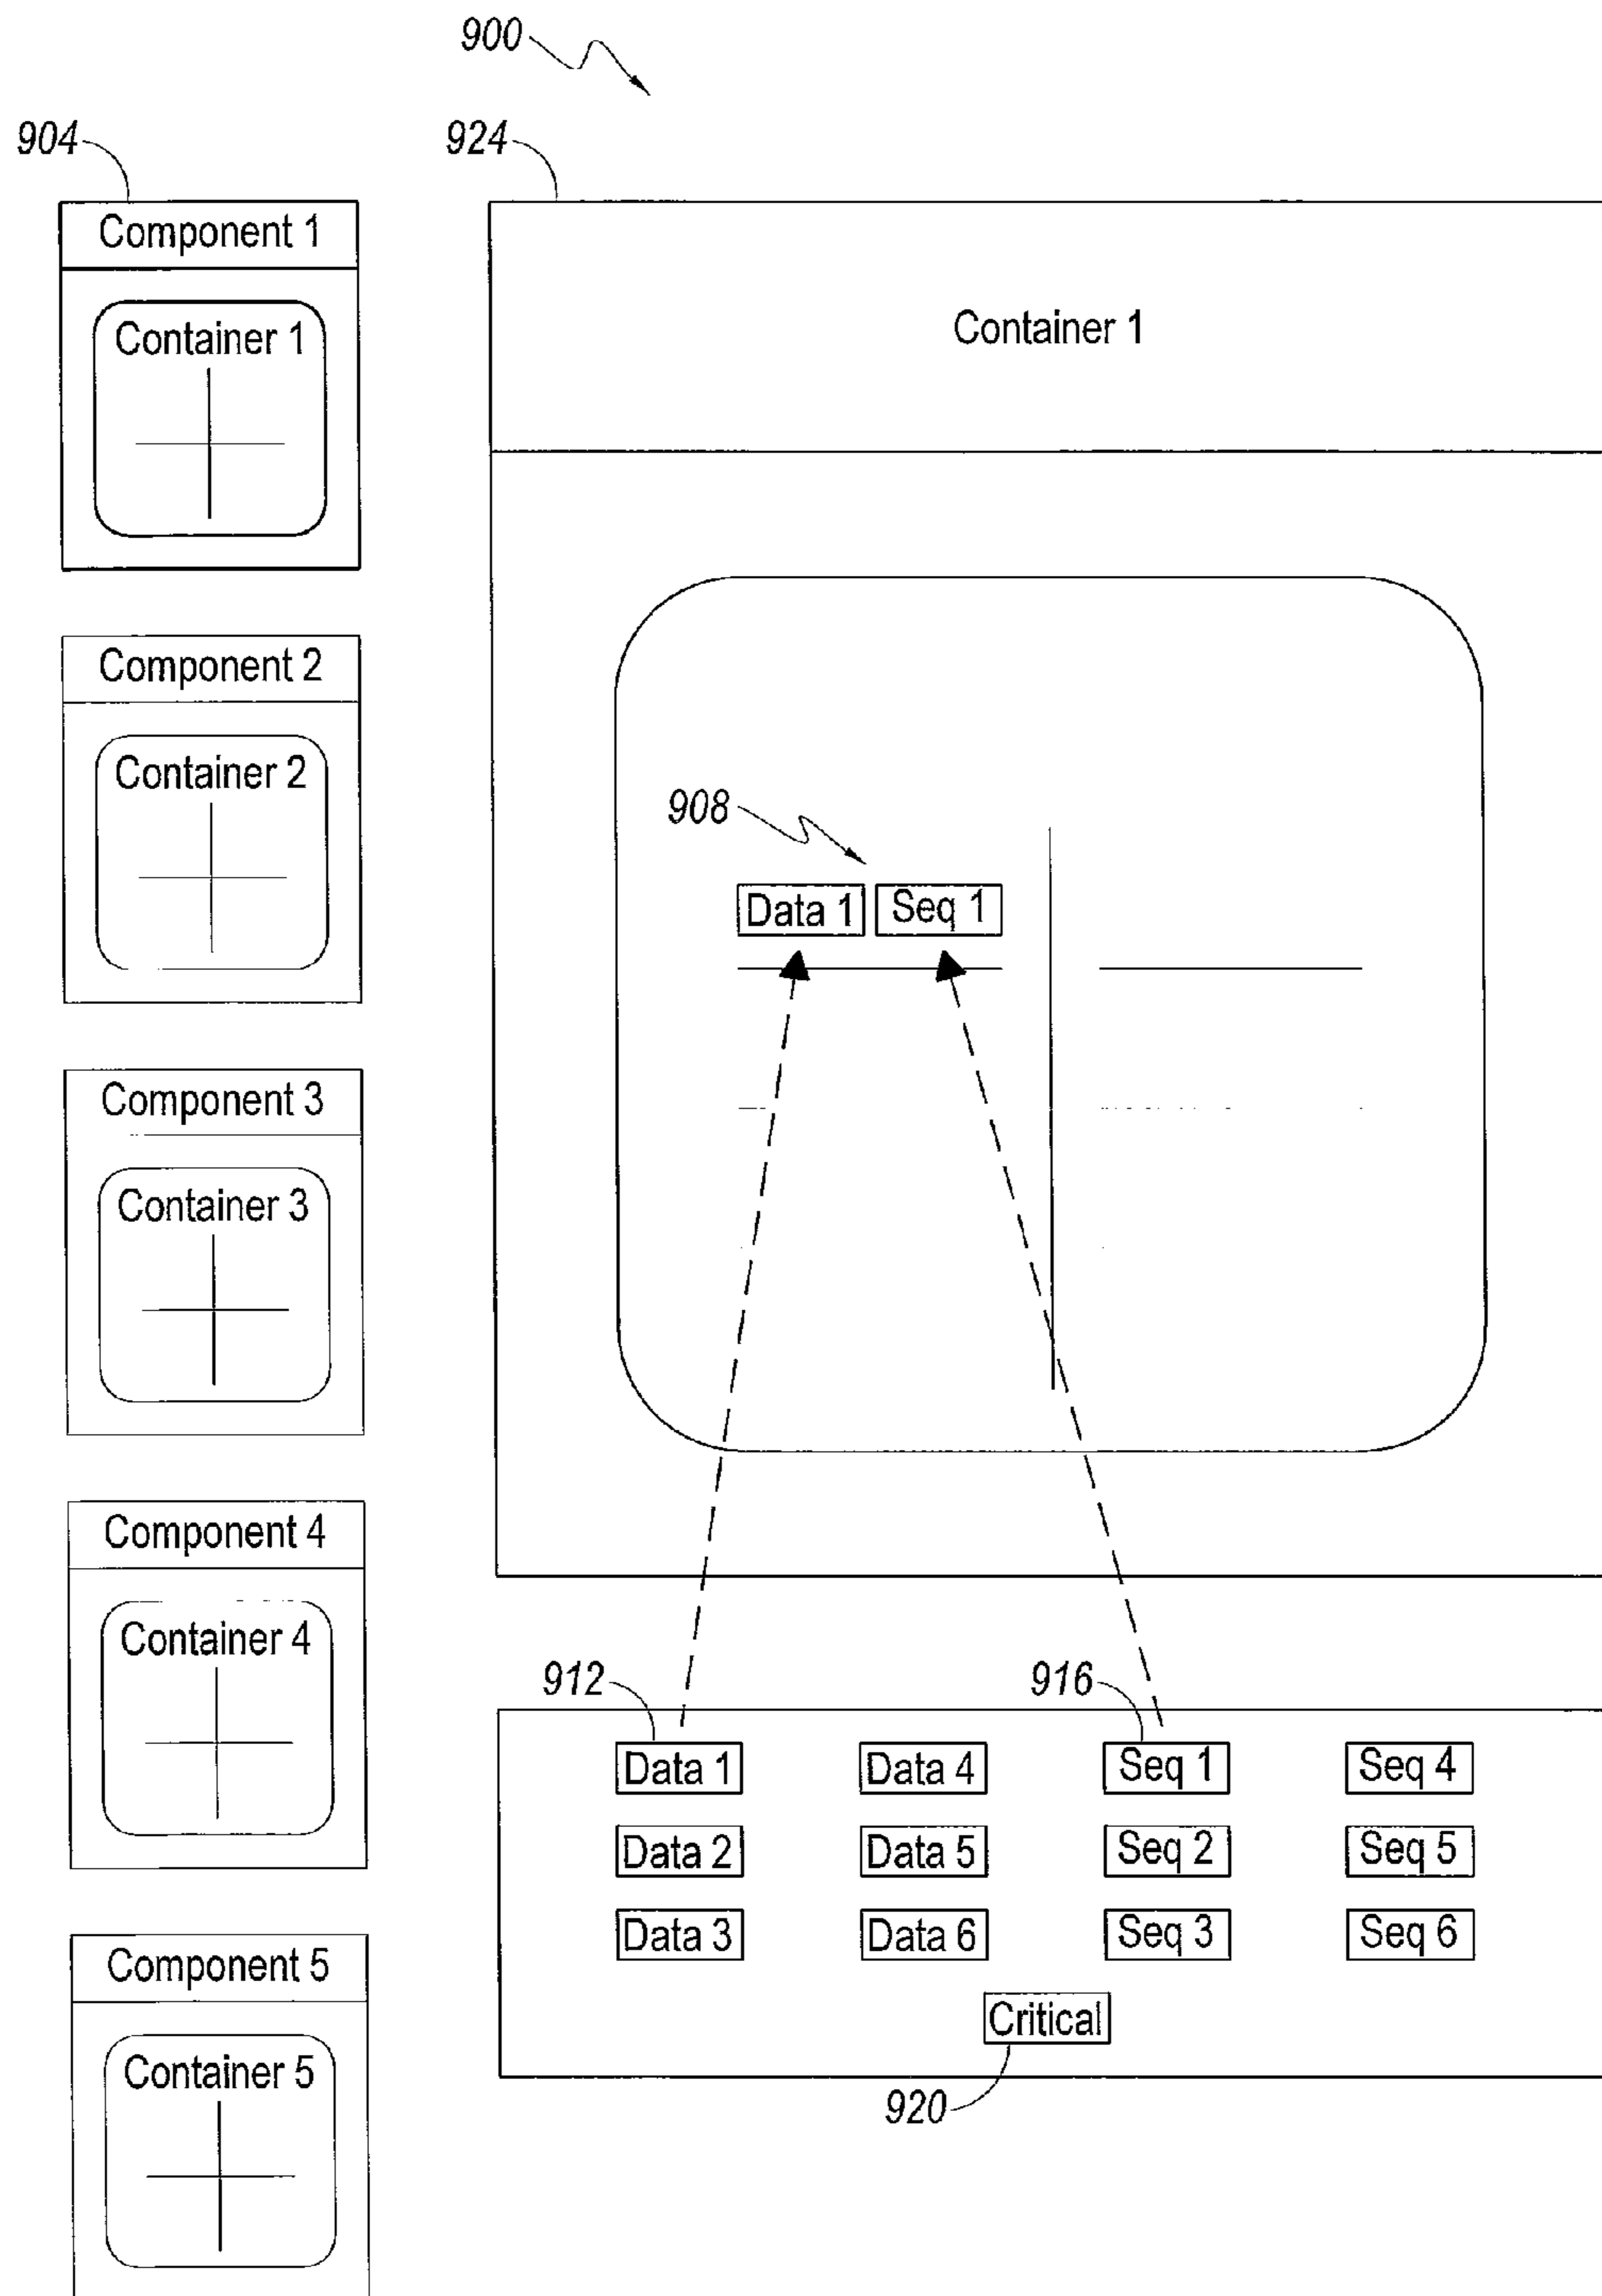 900
904
924
Component 1
Container 1
Container 1
Component 2
Container 2
908
Data 1 Seq 1
Component 3
Container 3
Component 4
Container 4
912 916
Data 1 Data 4 Seq 1 Seq 4
Data 2 Data 5 Seq 2 Seq 5
Data 3 Data 6 Seq 3 Seq 6
Critical
920
Component 5
Container 5